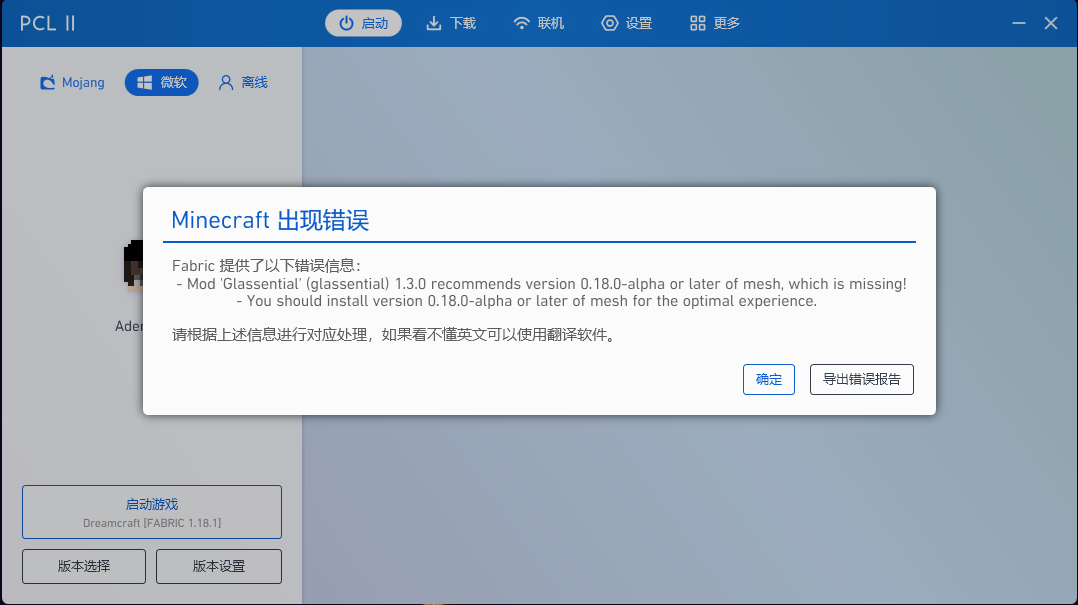 PCL II
启动
下载
联机
设置
更多
Mojang
微软
离线
Minecraft 出现错误
Fabric 提供了以下错误信息：
- Mod 'Glassential' (glassential) 1.3.0 recommends version 0.18.0-alpha or later of mesh, which is missing!
- You should install version 0.18.0-alpha or later of mesh for the optimal experience.
请根据上述信息进行对应处理，如果看不懂英文可以使用翻译软件。
确定
导出错误报告
启动游戏
Dreamcraft [FABRIC 1.18.1]
版本选择
版本设置